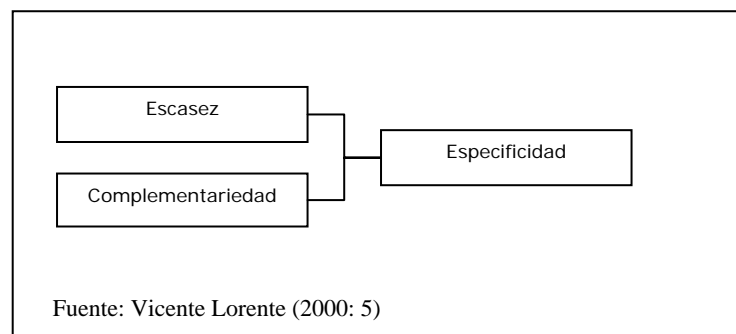 Escasez
Especificidad
Complementariedad
Fuente: Vicente Lorente (2000: 5)